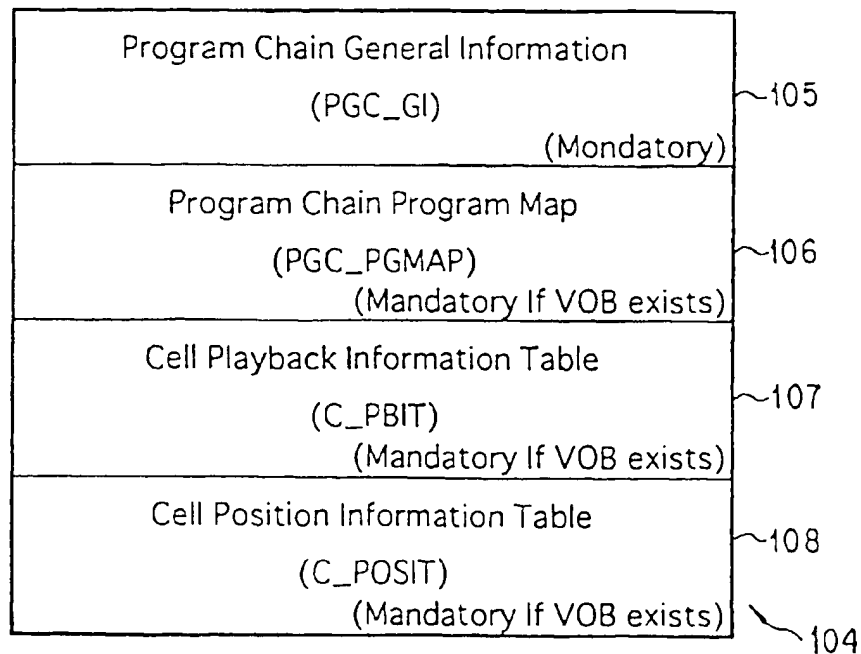 Program Chain General Information
(PGC_GI)
(Mondatory)
105
Program Chain Program Map
(PGC_PGMAP)
(Mandatory If VOB exists)
106
Cell Playback Information Table
(C_PBIT)
(Mandatory If VOB exists)
107
Cell Position Information Table
(C_POSIT)
(Mandatory If VOB exists)
108
104